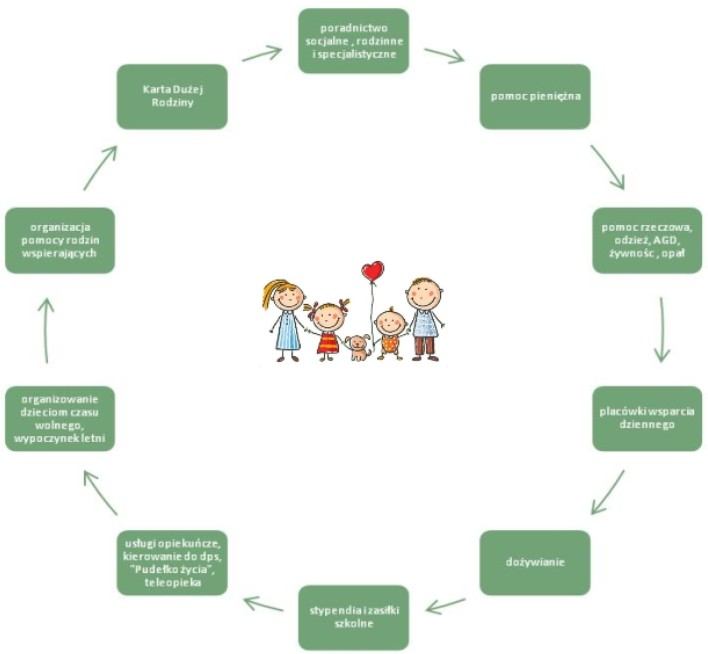 poradnictwo
socjalne , rodzinne
i specjalistyczne
pomoc pieniężna
pomoc rzeczowa,
odzież, AGD,
żywnośc , opał
placówki wsparcia
dziennego
dożywianie
stypendia i zasiłki
szkolne
usługi opiekuńcze,
kierowanie do dps,
"Pudełko życia",
teleopieka
organizowanie
dzieciom czasu
wolnego,
wypoczynek letni
organizacja
pomocy rodzin
wspierających
Karta Dużej
Rodziny